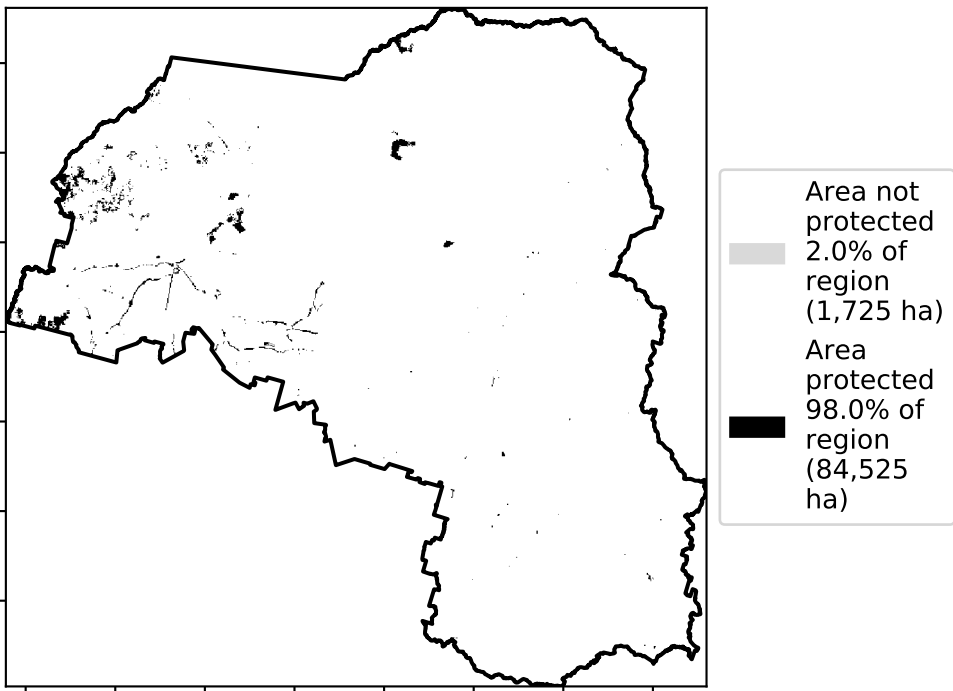 Area not
protected
2.0% of
region
(1,725 ha)
Area
protected
98.0% of
region
(84,525
ha)